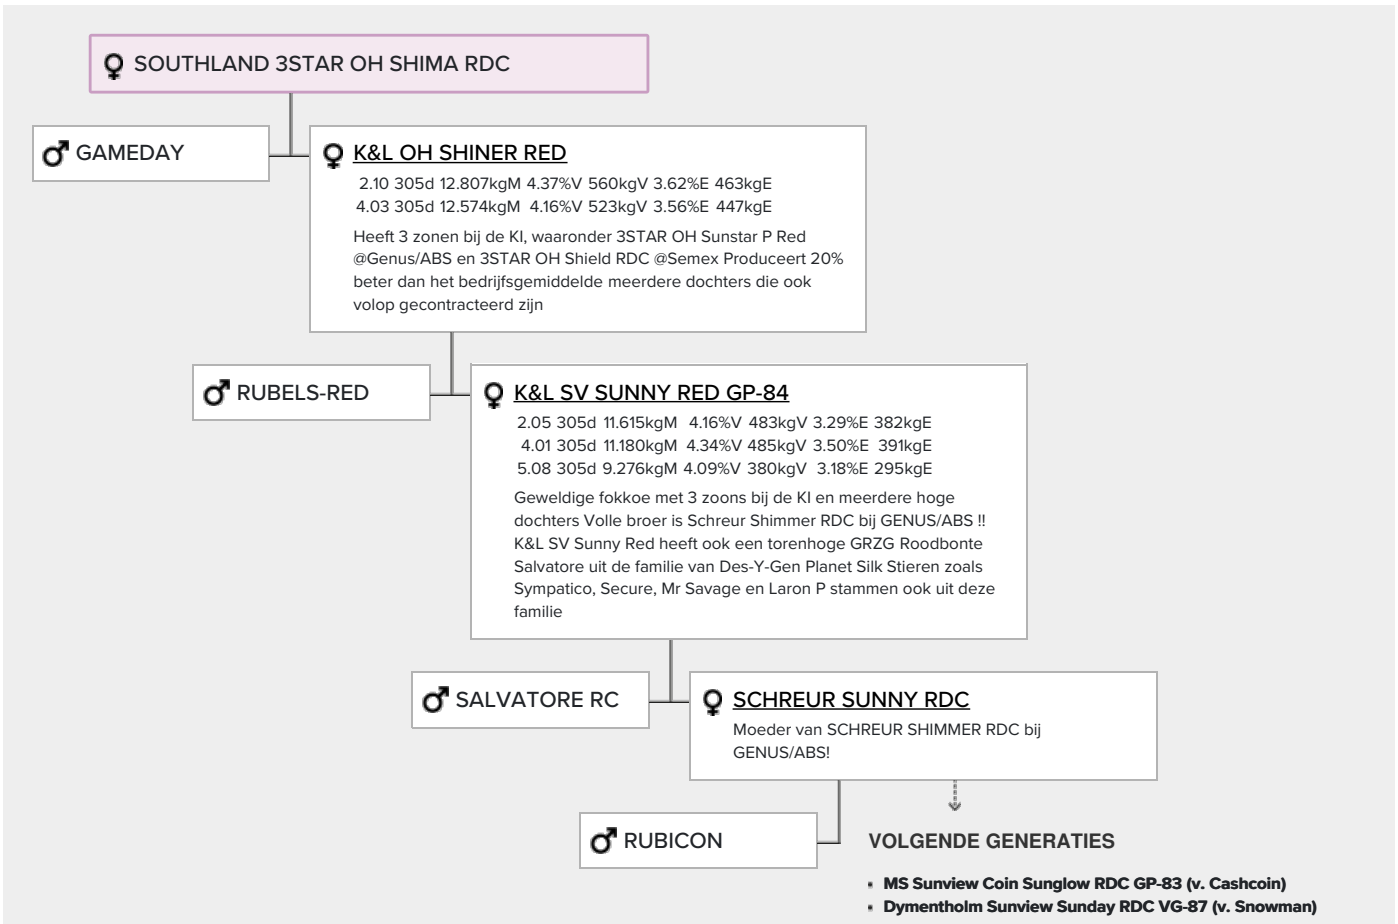 SOUTHLAND 3STAR OH SHIMA RDC
GAMEDAY
K&L OH SHINER RED
2.10 305d 12.807kgM 4.37%V 560kgV 3.62%E 463kgE
4.03 305d 12.574kgM 4.16%V 523kgV 3.56%E 447kgE
Heeft 3 zonen bij de KI, waaronder 3STAR OH Sunstar P Red
@Genus/ABS en 3STAR OH Shield RDC @Semex Produceert 20%
beter dan het bedrijfsgemiddelde meerdere dochters die ook
volop gecontracteerd zijn
RUBELS-RED
K&L SV SUNNY RED GP-84
2.05 305d 11.615kgM 4.16%V 483kgV 3.29%E 382kgE
4.01 305d 11.180kgM 4.34%V 485kgV 3.50%E 391kgE
5.08 305d 9.276kgM 4.09%V 380kgV 3.18%E 295kgE
Geweldige fokkoe met 3 zoons bij de KI en meerdere hoge
dochters Volle broer is Schreur Shimmer RDC bij GENUS/ABS !!
K&L SV Sunny Red heeft ook een torenhoge GRZG Roodbonte
Salvatore uit de familie van Des-Y-Gen Planet Silk Stieren zoals
Sympatico, Secure, Mr Savage en Laron P stammen ook uit deze
familie
SALVATORE RC
SCHREUR SUNNY RDC
Moeder van SCHREUR SHIMMER RDC bij
GENUS/ABS!
RUBICON
VOLGENDE GENERATIES
▪ MS Sunview Coin Sunglow RDC GP-83 (v. Cashcoin)
▪ Dymentholm Sunview Sunday RDC VG-87 (v. Snowman)